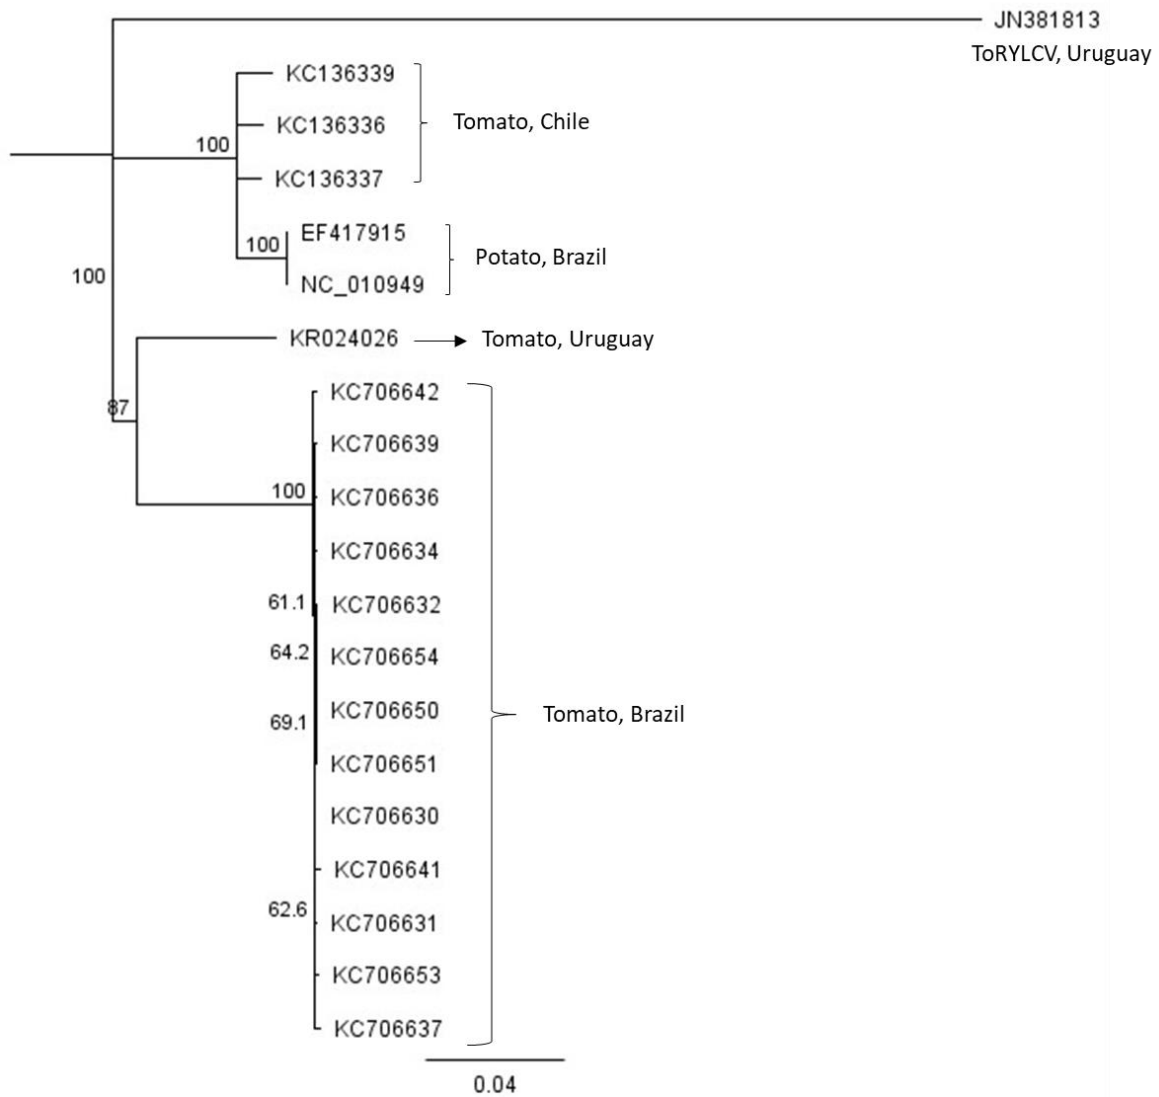 JN381813
ToRYLCV, Uruguay
KC136339
KC136336
Tomato, Chile
100
KC136337
EF417915
100
Potato, Brazil
NC_010949
100
KR024026
Tomato, Uruguay
KC706642
87
KC706639
100
KC706636
KC706634
61.1
KC706632
64.2
KC706654
KC706650
Tomato, Brazil
69.1
KC706651
KC706630
KC706641
62.6
KC706631
KC706653
KC706637
0.04